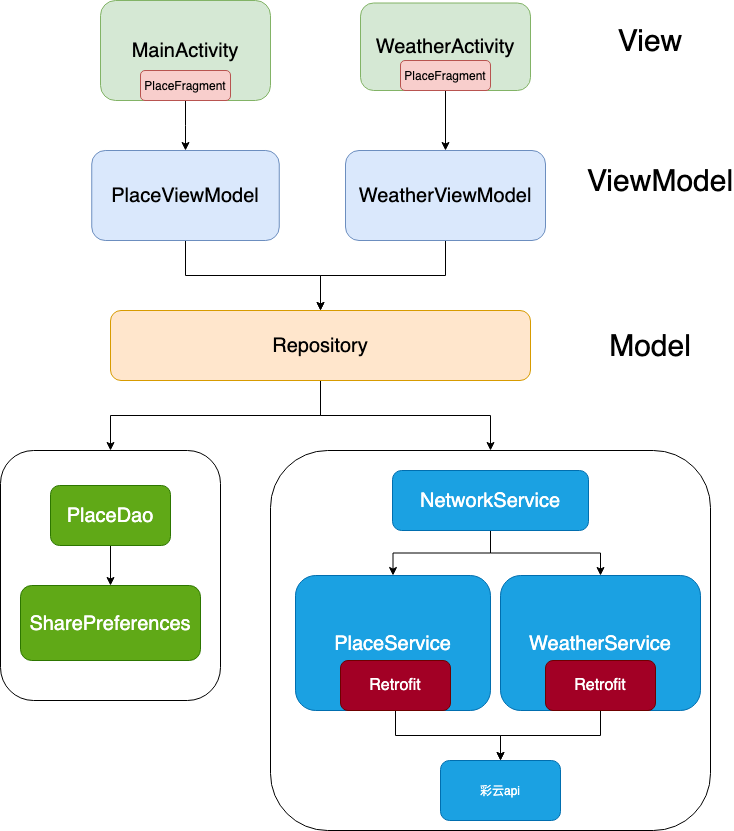 MainActivity
PlaceFragment
WeatherActivity
PlaceFragment
View
PlaceViewModel
WeatherViewModel
ViewModel
Repository
Model
PlaceDao
SharePreferences
NetworkService
PlaceService
Retrofit
WeatherService
Retrofit
彩云api